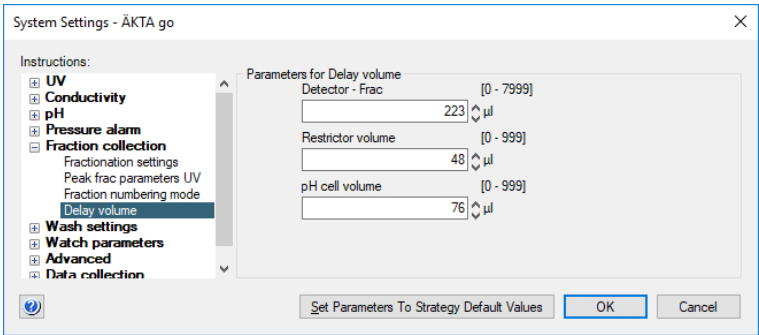 System Settings - ÄKTA go
Instructions:
UV
Conductivity
pH
Pressure alarm
Fraction collection
Fractionation settings
Peak frac parameters UV
Fraction numbering mode
Delay volume
Wash settings
Watch parameters
Advanced
Data collection
Parameters for Delay volume
Detector - Frac [0 - 7999]
223 µl
Restrictor volume [0 - 999]
48 µl
pH cell volume [0 - 999]
76 µl
Set Parameters To Strategy Default Values
OK
Cancel